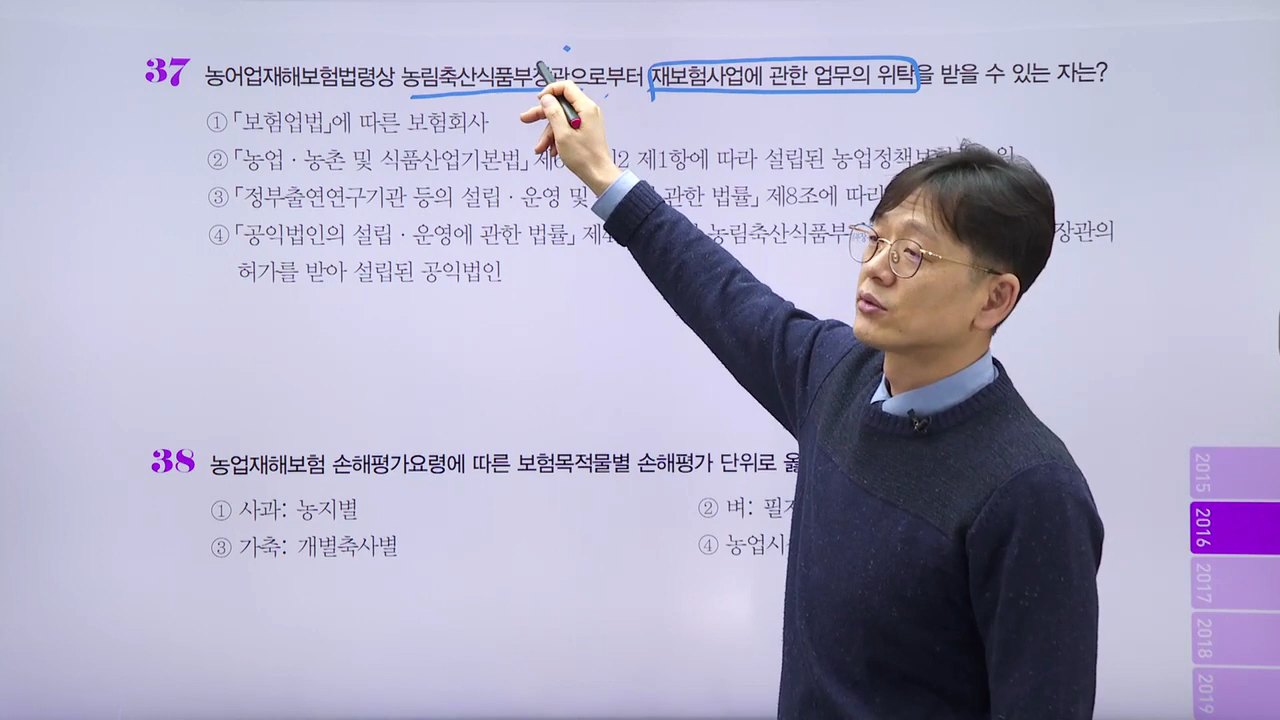 37 농어업재해보험법령상 농림축산식품부장관으로부터 재보험사업에 관한 업무의 위탁을 받을 수 있는 자는?
① 「보험업법」에 따른 보험회사
② 「농업·농촌 및 식품산업기본법」 제6 2 제1항에 따라 설립된 농업정책보험 원
③ 「정부출연연구기관 등의 설립·운영 및 관한 법률」 제8조에 따라
④ 「공익법인의 설립·운영에 관한 법률」 제4 농림축산식품부 장관의
허가를 받아 설립된 공익법인
38 농업재해보험 손해평가요령에 따른 보험목적물별 손해평가 단위로
① 사과: 농지별
② 벼:
③ 가축: 개별축사별
④ 농업시
2015
2016
2017
2018
2019